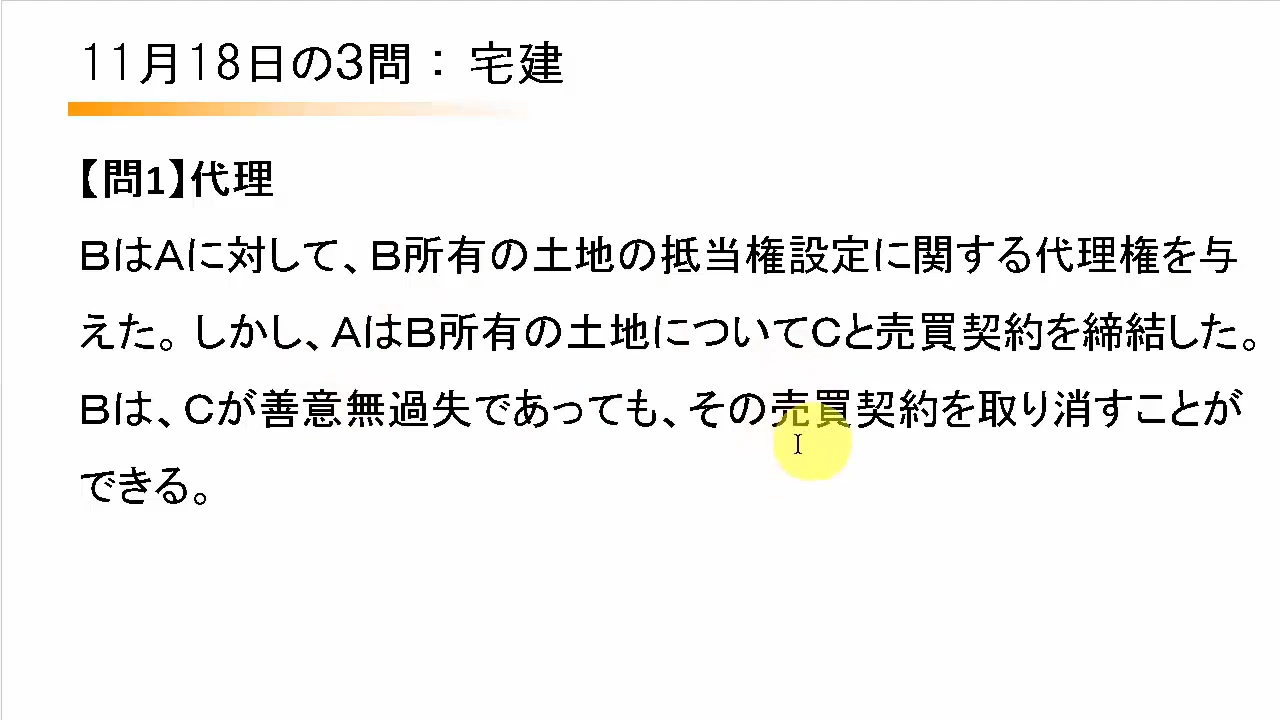 11月18日の3問：宅建
【問1】代理
ＢはＡに対して、Ｂ所有の土地の抵当権設定に関する代理権を与
えた。しかし、ＡはＢ所有の土地についてＣと売買契約を締結した。
Ｂは、Ｃが善意無過失であっても、その売買契約を取り消すことが
できる。